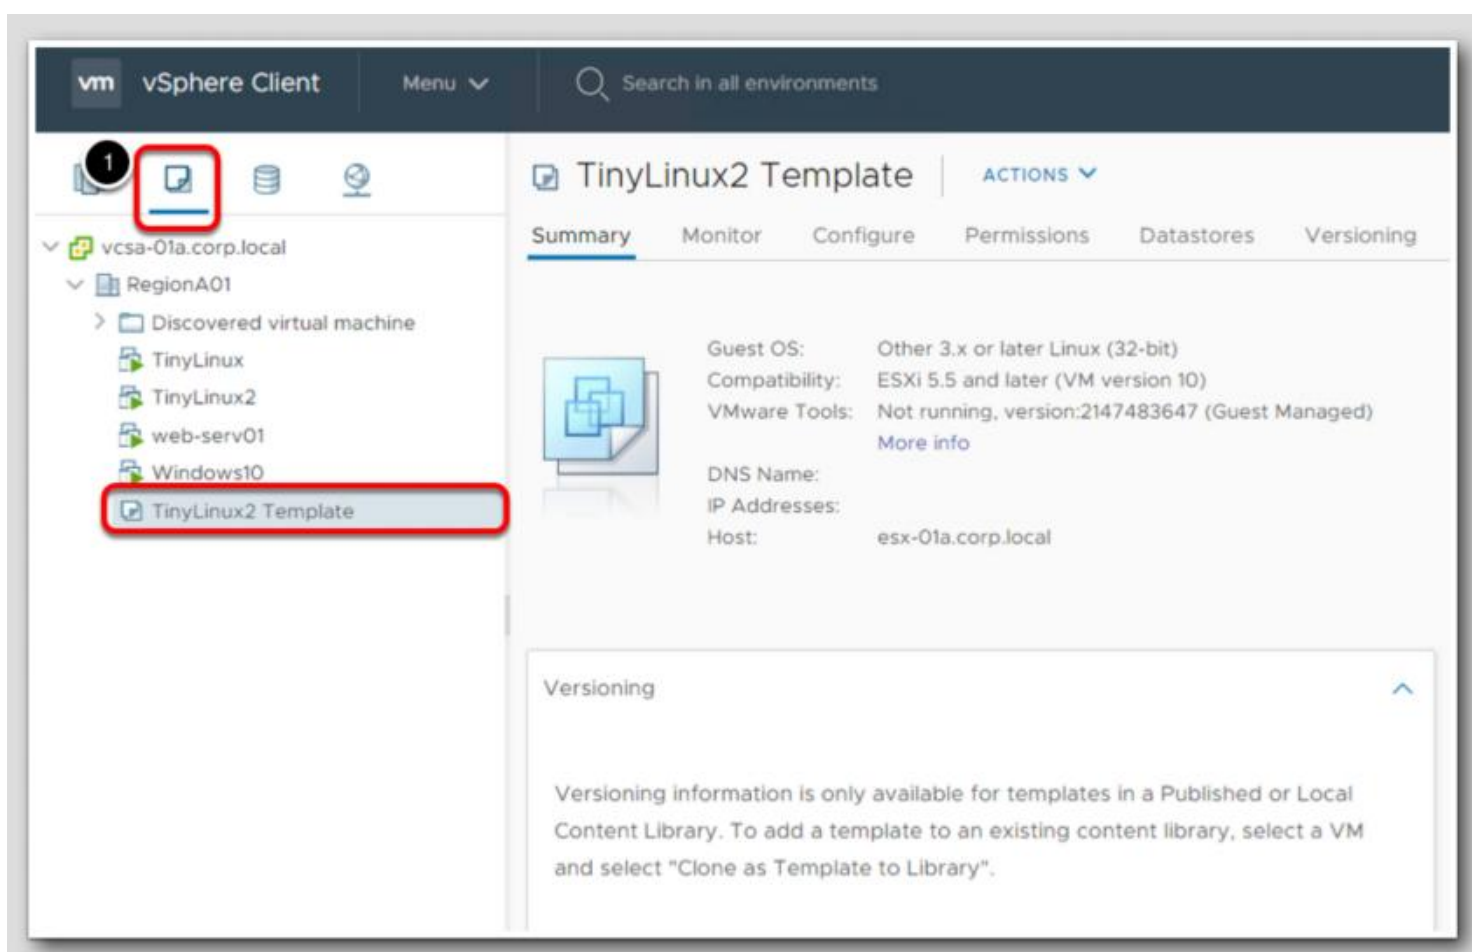 vm vSphere Client Menu Search in all environments
1
TinyLinux2 Template ACTIONS
Summary Monitor Configure Permissions Datastores Versioning
vcsa-01a.corp.local
RegionA01
Discovered virtual machine
TinyLinux
TinyLinux2
web-serv01
Windows10
TinyLinux2 Template
Guest OS: Other 3.x or later Linux (32-bit)
Compatibility: ESXi 5.5 and later (VM version 10)
VMware Tools: Not running, version:2147483647 (Guest Managed)
More info
DNS Name:
IP Addresses:
Host: esx-01a.corp.local
Versioning
Versioning information is only available for templates in a Published or Local
Content Library. To add a template to an existing content library, select a VM
and select "Clone as Template to Library".